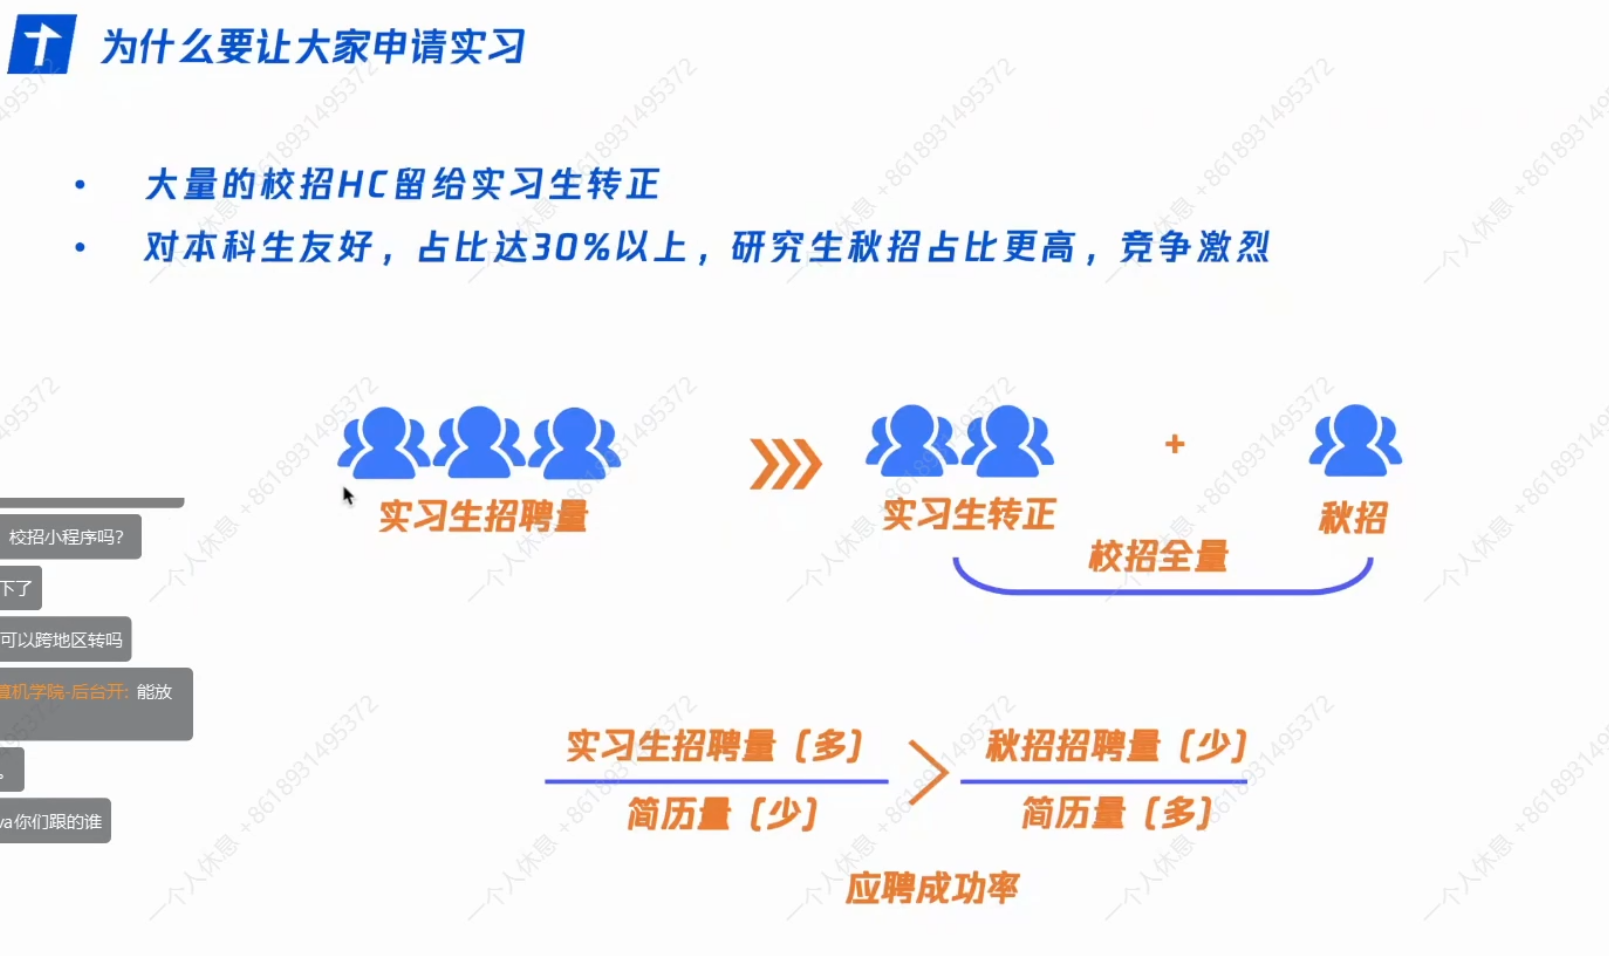 为什么要让大家申请实习
• 大量的校招HC留给实习生转正
• 对本科生友好，占比达30%以上，研究生秋招占比更高，竞争激烈
实习生招聘量
实习生转正
+
秋招
校招全量
校招小程序吗?
下了
可以跨地区转吗
算机学院-后台开: 能放
。
va你们跟的谁
实习生招聘量（多）
简历量（少）
>
秋招招聘量（少）
简历量（多）
应聘成功率
一个人休息 +8618931495372